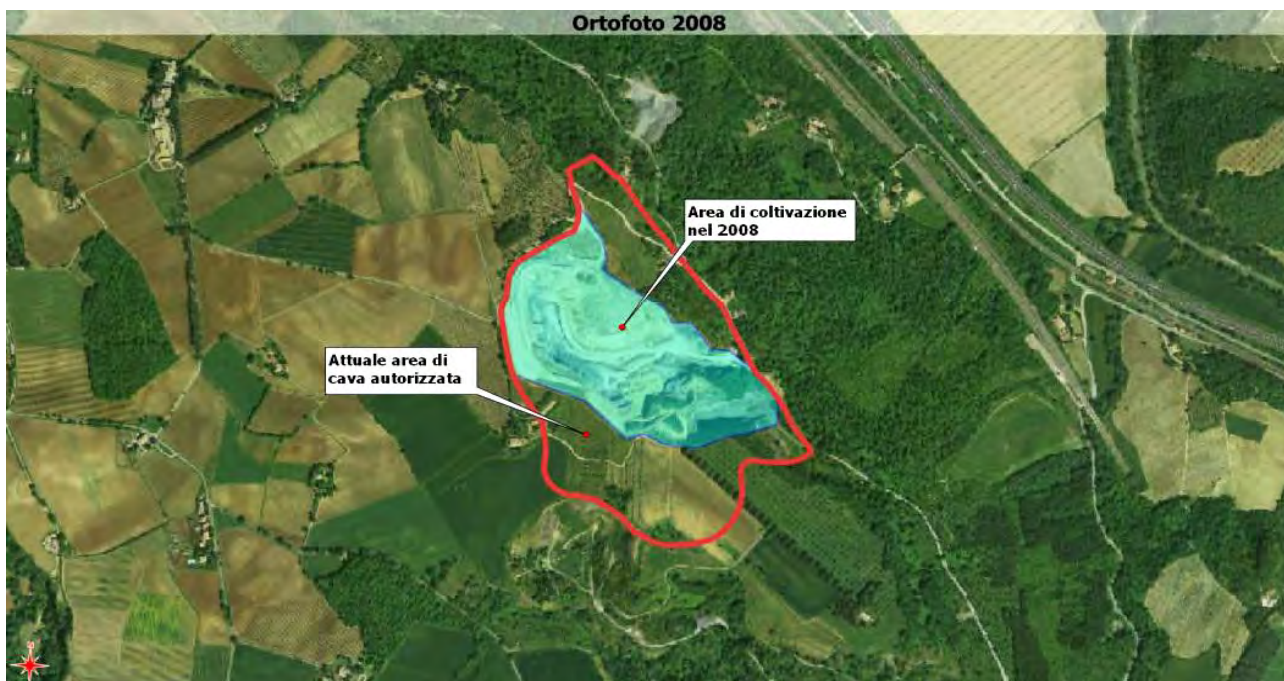 Ortofoto 2008
Area di coltivazione
nel 2008
Attuale area di
cava autorizzata